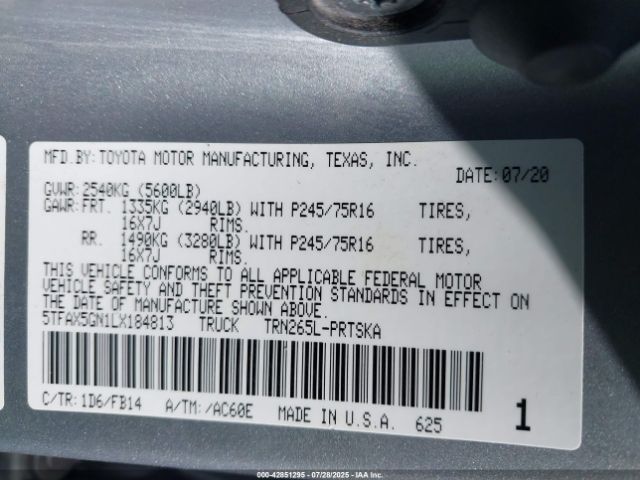 MFD.BY:TOYOTA MOTOR MANUFACTURING, TEXAS, INC.
DATE:07/20
GVWR:2540KG (5600LB)
GAWR:FRT. 1335KG (2940LB) WITH P245/75R16 TIRES,
16X7J RIMS.
RR. 1490KG (3280LB) WITH P245/75R16 TIRES,
16X7J RIMS.
THIS VEHICLE CONFORMS TO ALL APPLICABLE FEDERAL MOTOR
VEHICLE SAFETY AND THEFT PREVENTION STANDARDS IN EFFECT ON
THE DATE OF MANUFACTURE SHOWN ABOVE.
5TFAX5GN1LX184813 TRUCK TRN265L-PRTSKA
C/TR:1D6/FB14 A/TM:/AC60E MADE IN U.S.A. 625
1
000-42851295 - 07/28/2025 - IAA Inc.